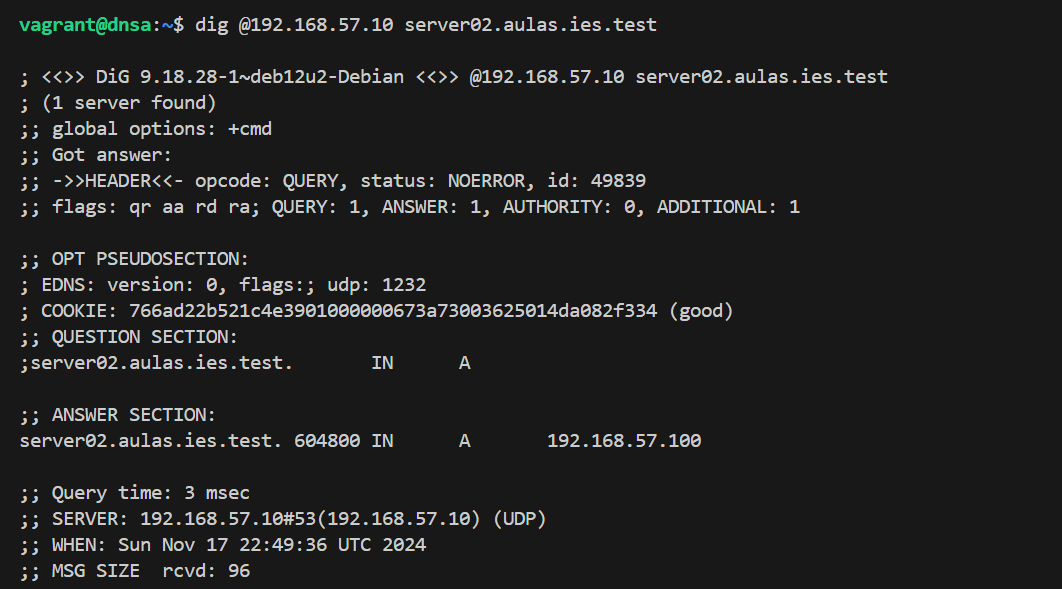 vagrant@dnsa:~$ dig @192.168.57.10 server02.aulas.ies.test
; <<>> DiG 9.18.28-1~deb12u2-Debian <<>> @192.168.57.10 server02.aulas.ies.test
; (1 server found)
;; global options: +cmd
;; Got answer:
;; ->>HEADER<<- opcode: QUERY, status: NOERROR, id: 49839
;; flags: qr aa rd ra; QUERY: 1, ANSWER: 1, AUTHORITY: 0, ADDITIONAL: 1
;; OPT PSEUDOSECTION:
; EDNS: version: 0, flags:; udp: 1232
; COOKIE: 766ad22b521c4e3901000000673a73003625014da082f334 (good)
;; QUESTION SECTION:
;server02.aulas.ies.test. IN A
;; ANSWER SECTION:
server02.aulas.ies.test. 604800 IN A 192.168.57.100
;; Query time: 3 msec
;; SERVER: 192.168.57.10#53(192.168.57.10) (UDP)
;; WHEN: Sun Nov 17 22:49:36 UTC 2024
;; MSG SIZE rcvd: 96